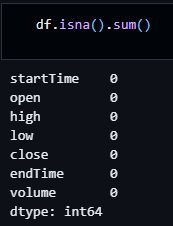 df.isna().sum()
startTime 0
open 0
high 0
low 0
close 0
endTime 0
volume 0
dtype: int64